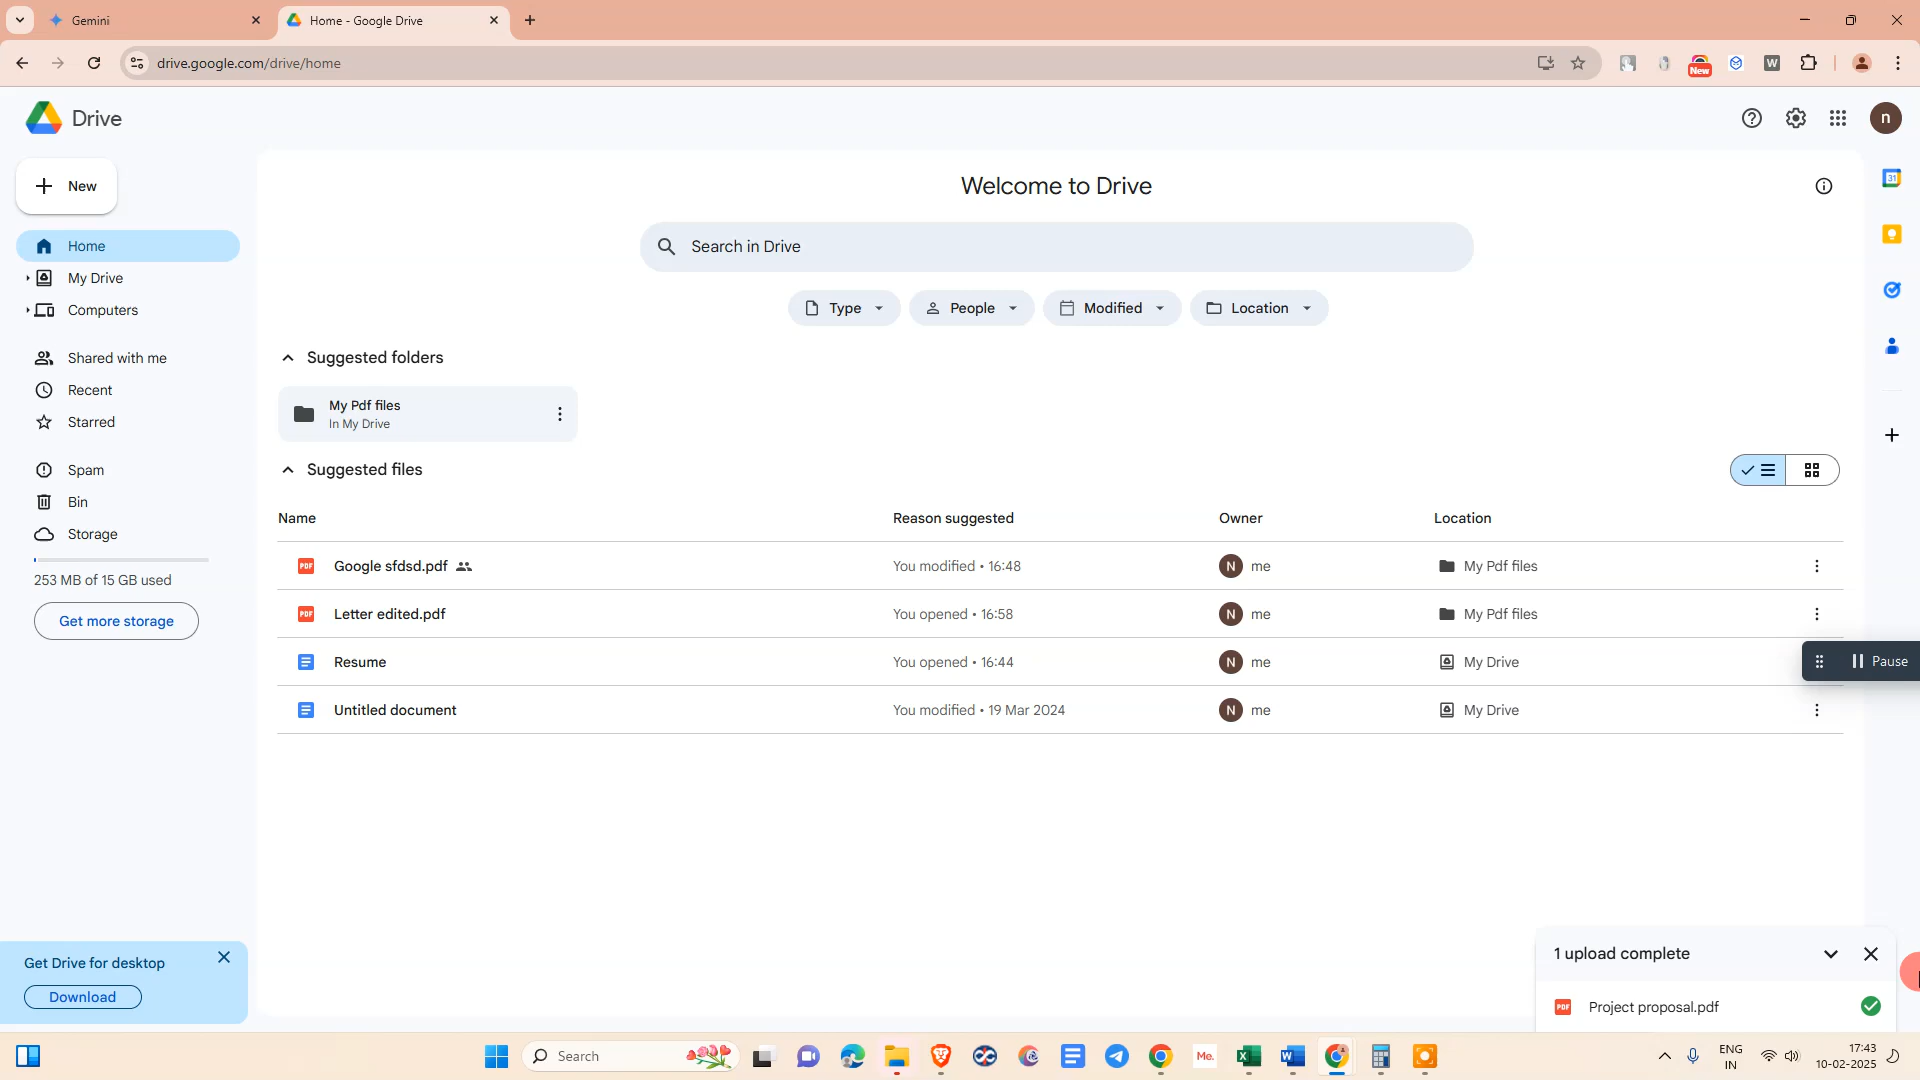 Gemini
Home - Google Drive
drive.google.com/drive/home
New
W
Drive
n
New
Home
My Drive
Computers
Shared with me
Recent
Starred
Spam
Bin
Storage
253 MB of 15 GB used
Get more storage
Welcome to Drive
Search in Drive
Type People Modified Location
Suggested folders
My Pdf files
In My Drive
Suggested files
Name Reason suggested Owner Location
PDF Google sfdsd.pdf You modified • 16:48 N me My Pdf files
PDF Letter edited.pdf You opened • 16:58 N me My Pdf files
Resume You opened • 16:44 N me My Drive
Untitled document You modified • 19 Mar 2024 N me My Drive
31
Pause
Get Drive for desktop
Download
1 upload complete
PDF Project proposal.pdf
Search
Me.
ENG
IN
17:43
10-02-2025